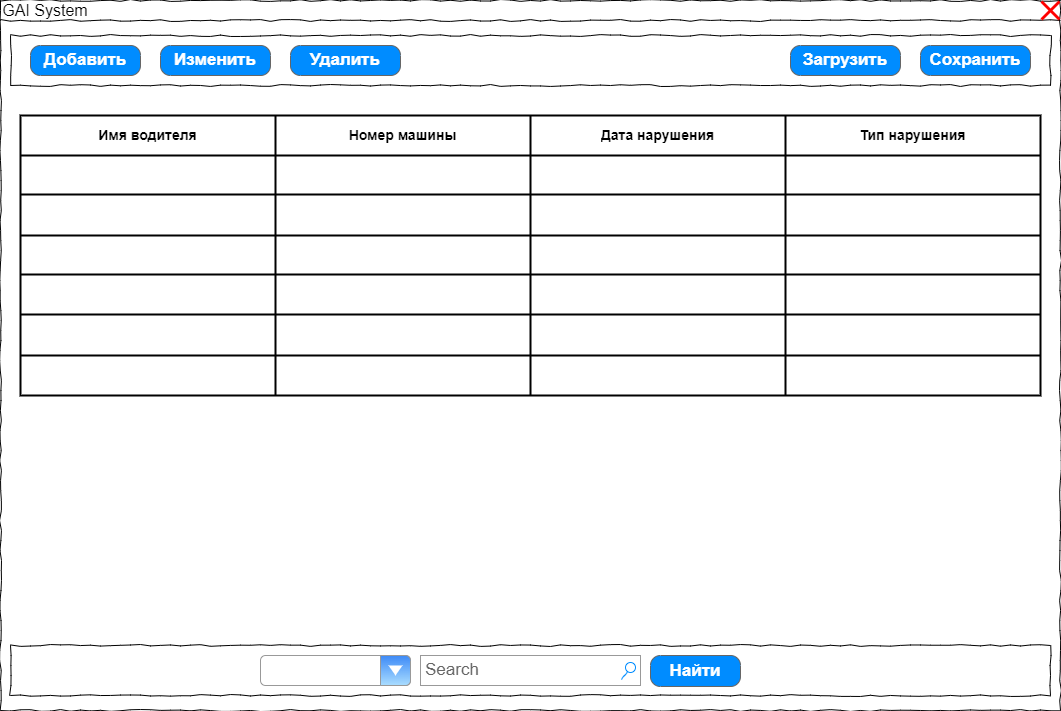 GAI System
Добавить Изменить Удалить Загрузить Сохранить
Имя водителя Номер машины Дата нарушения Тип нарушения
Search Найти